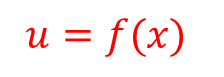 u = f(x)